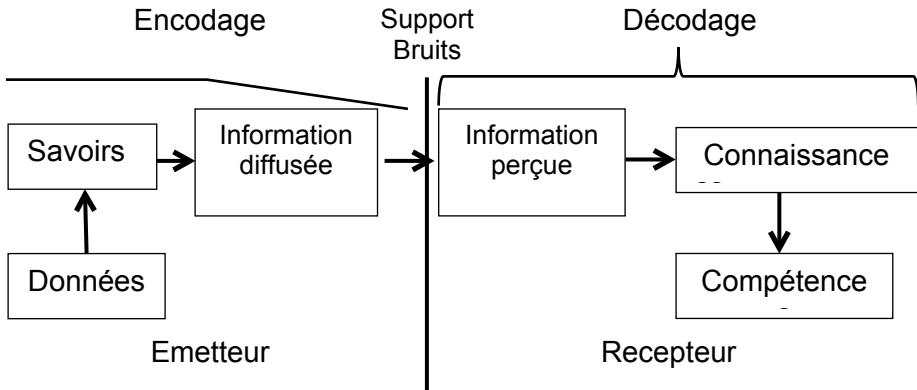 Encodage
Support
Bruits
Décodage
Savoirs
Information
diffusée
Information
perçue
Connaissance
Données
Compétence
Emetteur
Recepteur